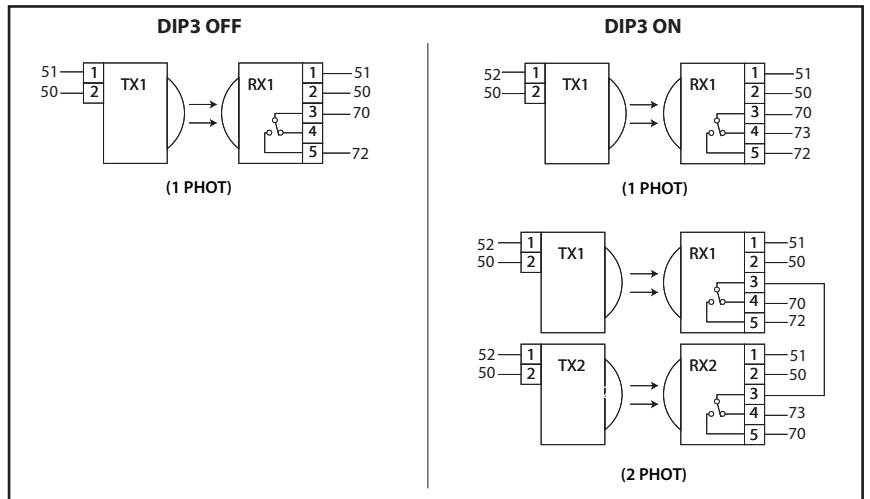 DIP3 OFF
51 1 TX1 RX1 1 51
50 2 2 50
3 70
4
5 72
(1 PHOT)
DIP3 ON
52 1 TX1 RX1 1 51
50 2 2 50
3 70
4 73
5 72
(1 PHOT)
52 1 TX1 RX1 1 51
50 2 2 50
3
4 70
5 72
52 1 TX2 RX2 1 51
50 2 2 50
3
4 73
5 70
(2 PHOT)